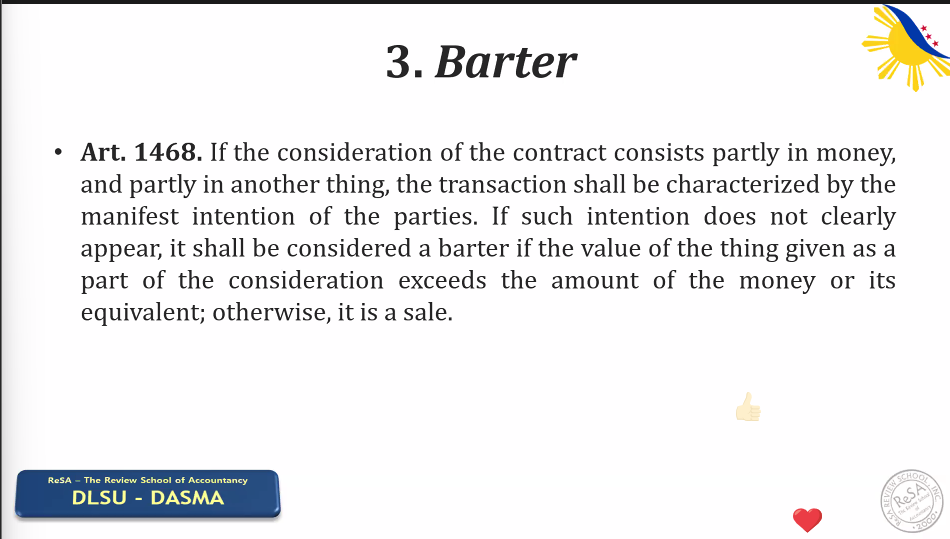 3. Barter
• Art. 1468. If the consideration of the contract consists partly in money,
and partly in another thing, the transaction shall be characterized by the
manifest intention of the parties. If such intention does not clearly
appear, it shall be considered a barter if the value of the thing given as a
part of the consideration exceeds the amount of the money or its
equivalent; otherwise, it is a sale.
ReSA – The Review School of Accountancy
DLSU - DASMA
ReSA REVIEW SCHOOL, INC.
ReSA
The Review School
of
Accountancy
•2000•